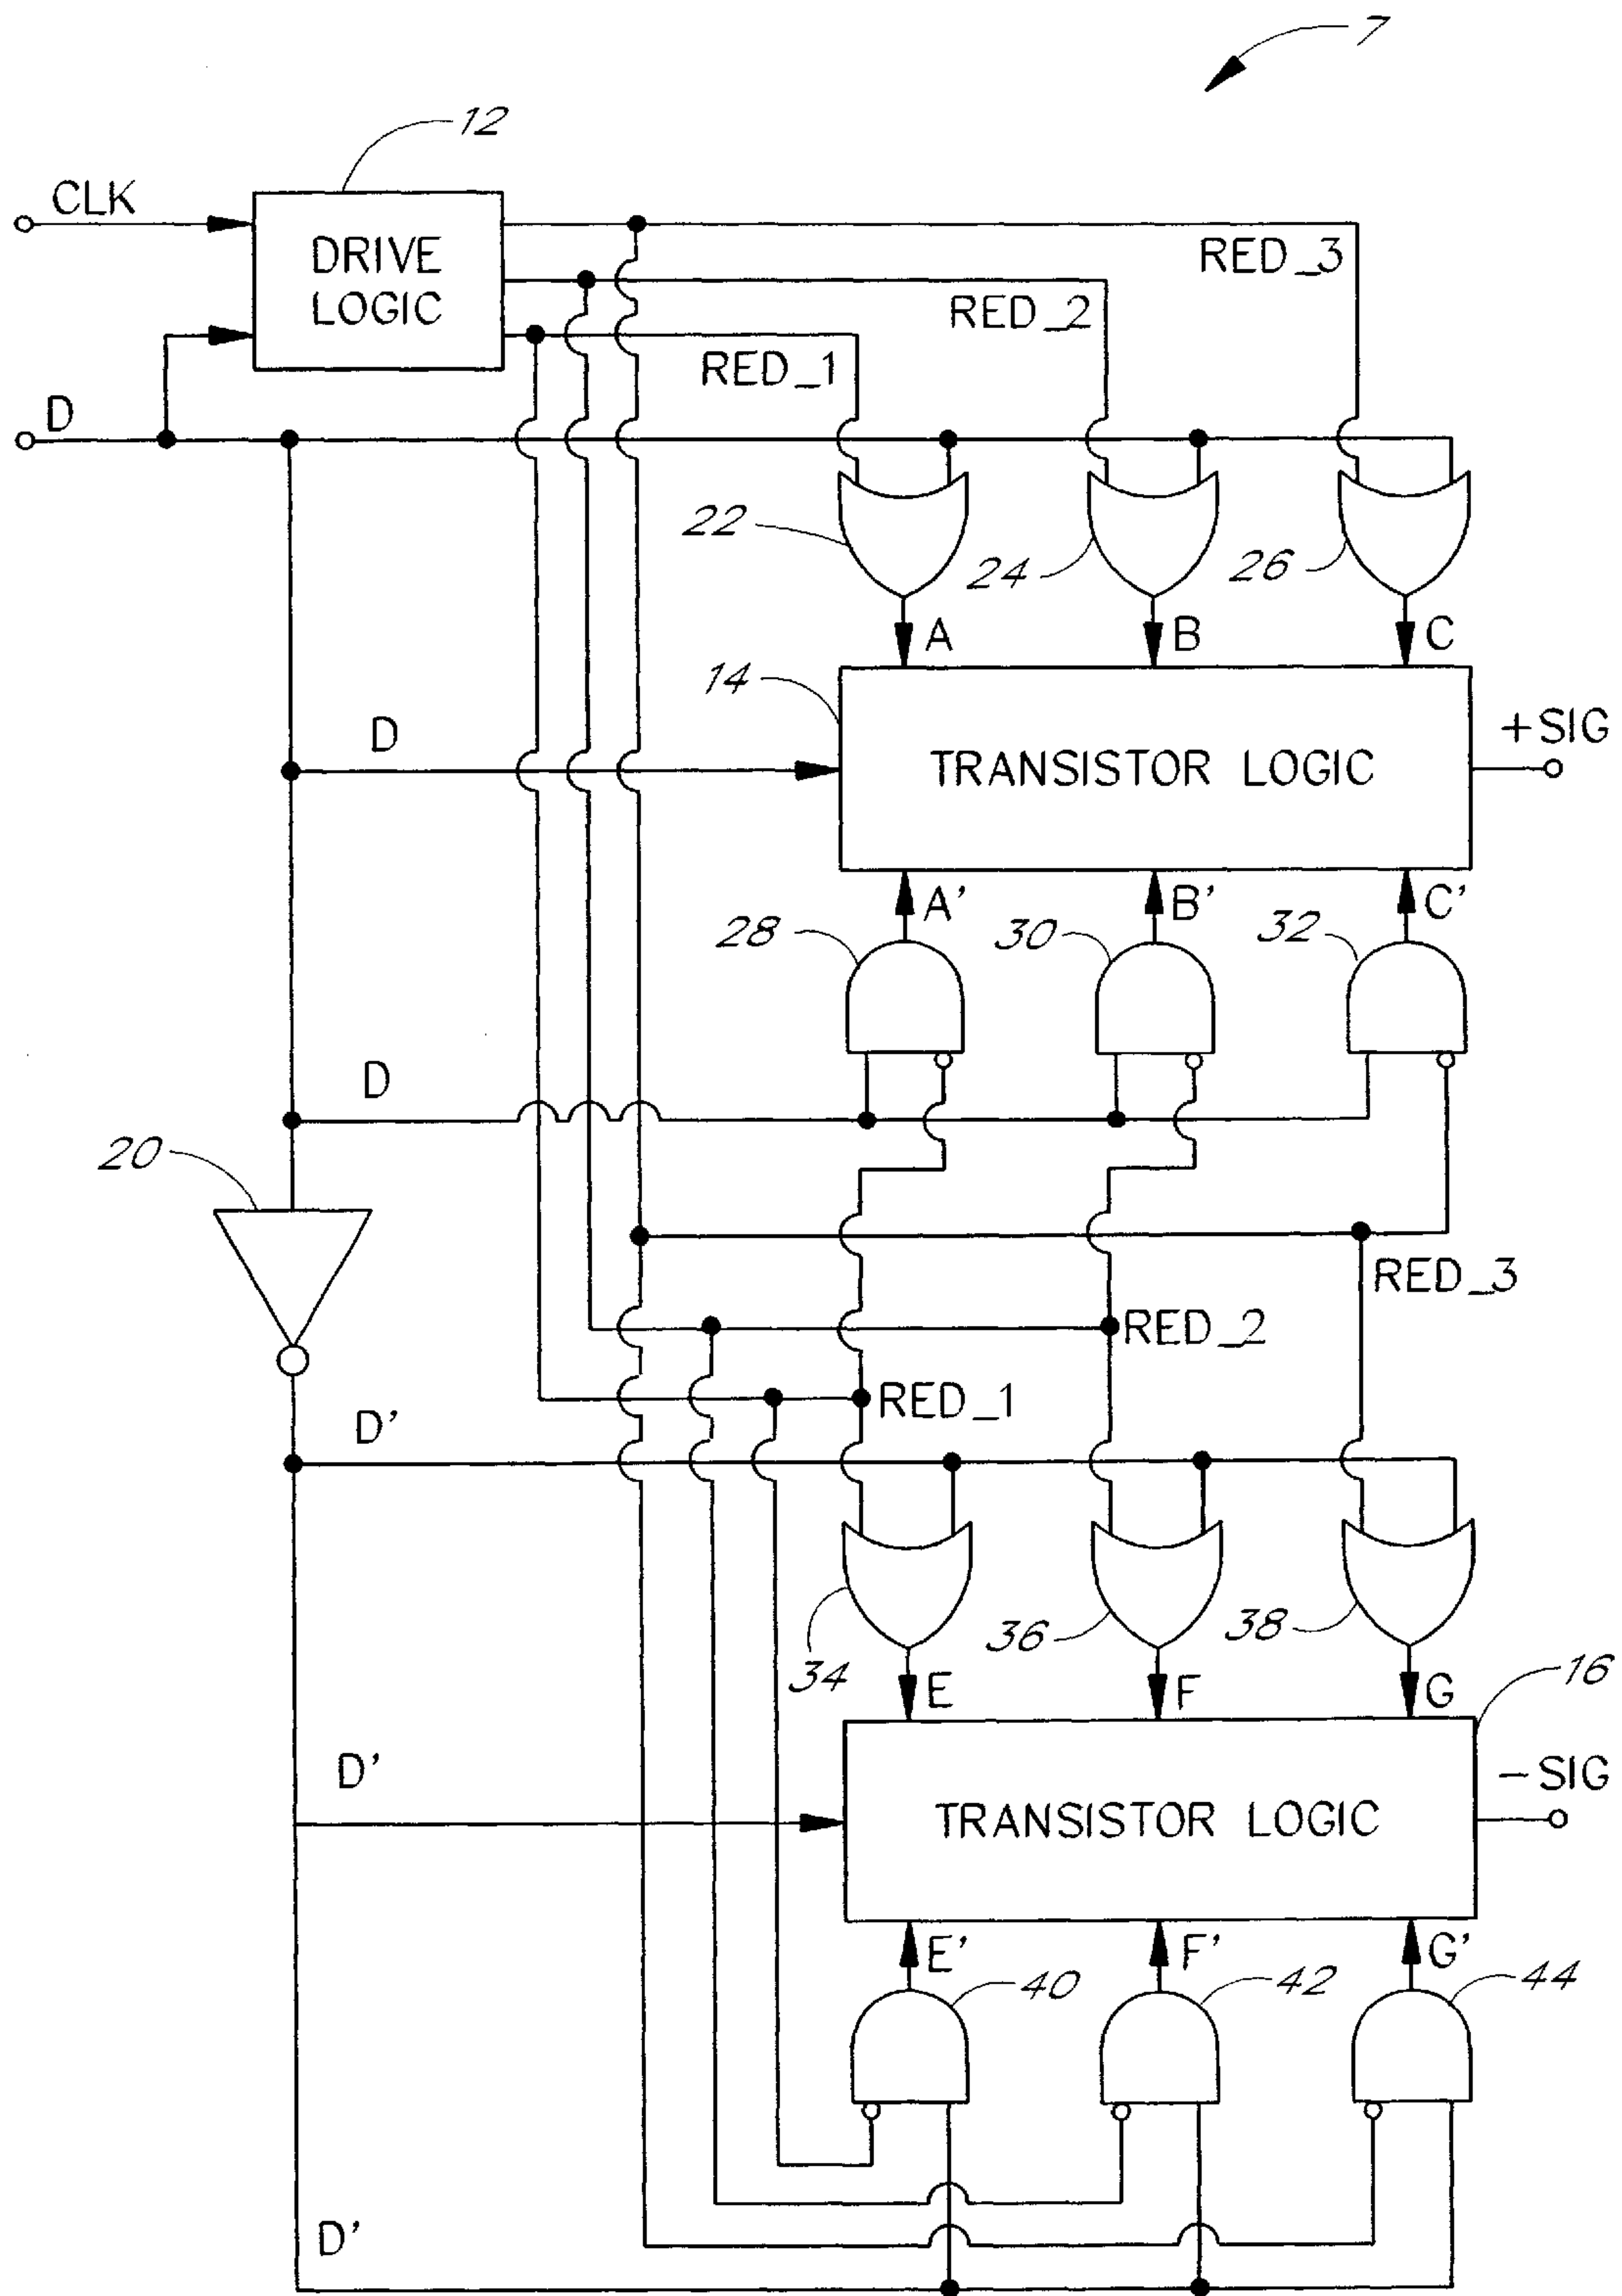 7
12
CLK
DRIVE
LOGIC
RED_3
RED_2
RED_1
D
22
24
26
A
B
C
14
D
+SIG
TRANSISTOR LOGIC
A'
B'
C'
28
30
32
D
20
RED_3
RED_2
RED_1
D'
34
36
38
E
F
G
16
D'
-SIG
TRANSISTOR LOGIC
E'
F'
G'
40
42
44
D'